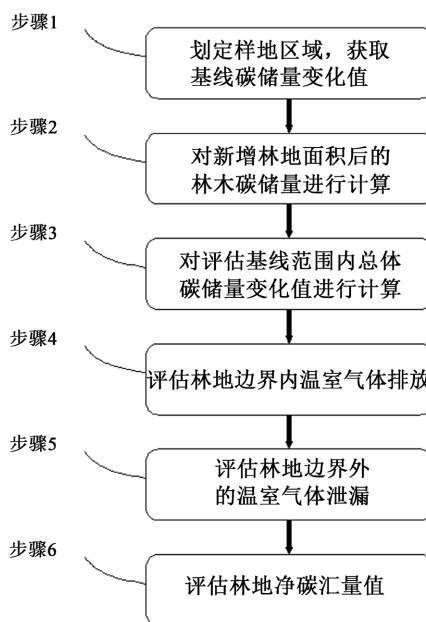 步骤1
划定样地区域，获取
基线碳储量变化值
步骤2
对新增林地面积后的
林木碳储量进行计算
步骤3
对评估基线范围内总体
碳储量变化值进行计算
步骤4
评估林地边界内温室气体排放
步骤5
评估林地边界外
的温室气体泄漏
步骤6
评估林地净碳汇量值